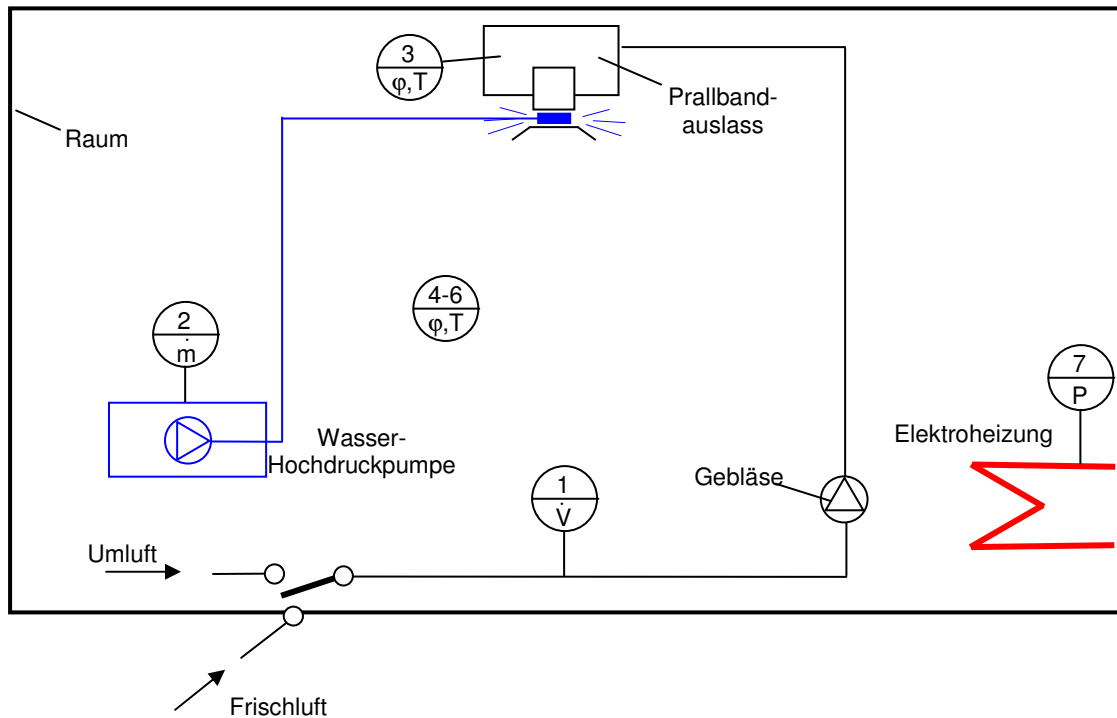 3
φ,T
Prallband-
auslass
Raum
4-6
φ,T
2
ṁ
7
P
Wasser-
Hochdruckpumpe
Elektroheizung
Gebläse
1
V̇
Umluft
Frischluft